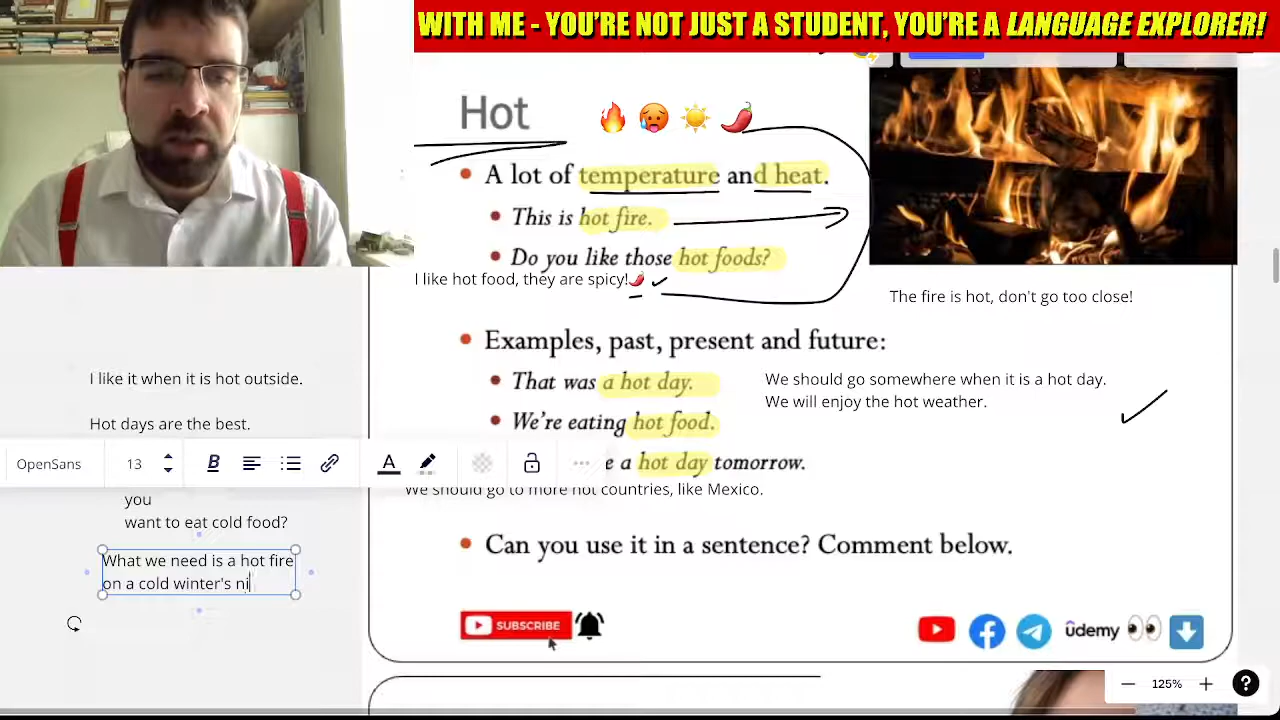 WITH ME - YOU'RE NOT JUST A STUDENT, YOU'RE A LANGUAGE EXPLORER!
Hot
A lot of temperature and heat.
This is hot fire.
Do you like those hot foods?
I like hot food, they are spicy!
The fire is hot, don't go too close!
Examples, past, present and future:
I like it when it is hot outside.
That was a hot day.
We should go somewhere when it is a hot day.
We will enjoy the hot weather.
Hot days are the best.
We're eating hot food.
OpenSans 13 B A
e a hot day tomorrow.
We should go to more hot countries, like Mexico.
you
want to eat cold food?
Can you use it in a sentence? Comment below.
What we need is a hot fire
on a cold winter's ni
SUBSCRIBE
udemy
125%
?